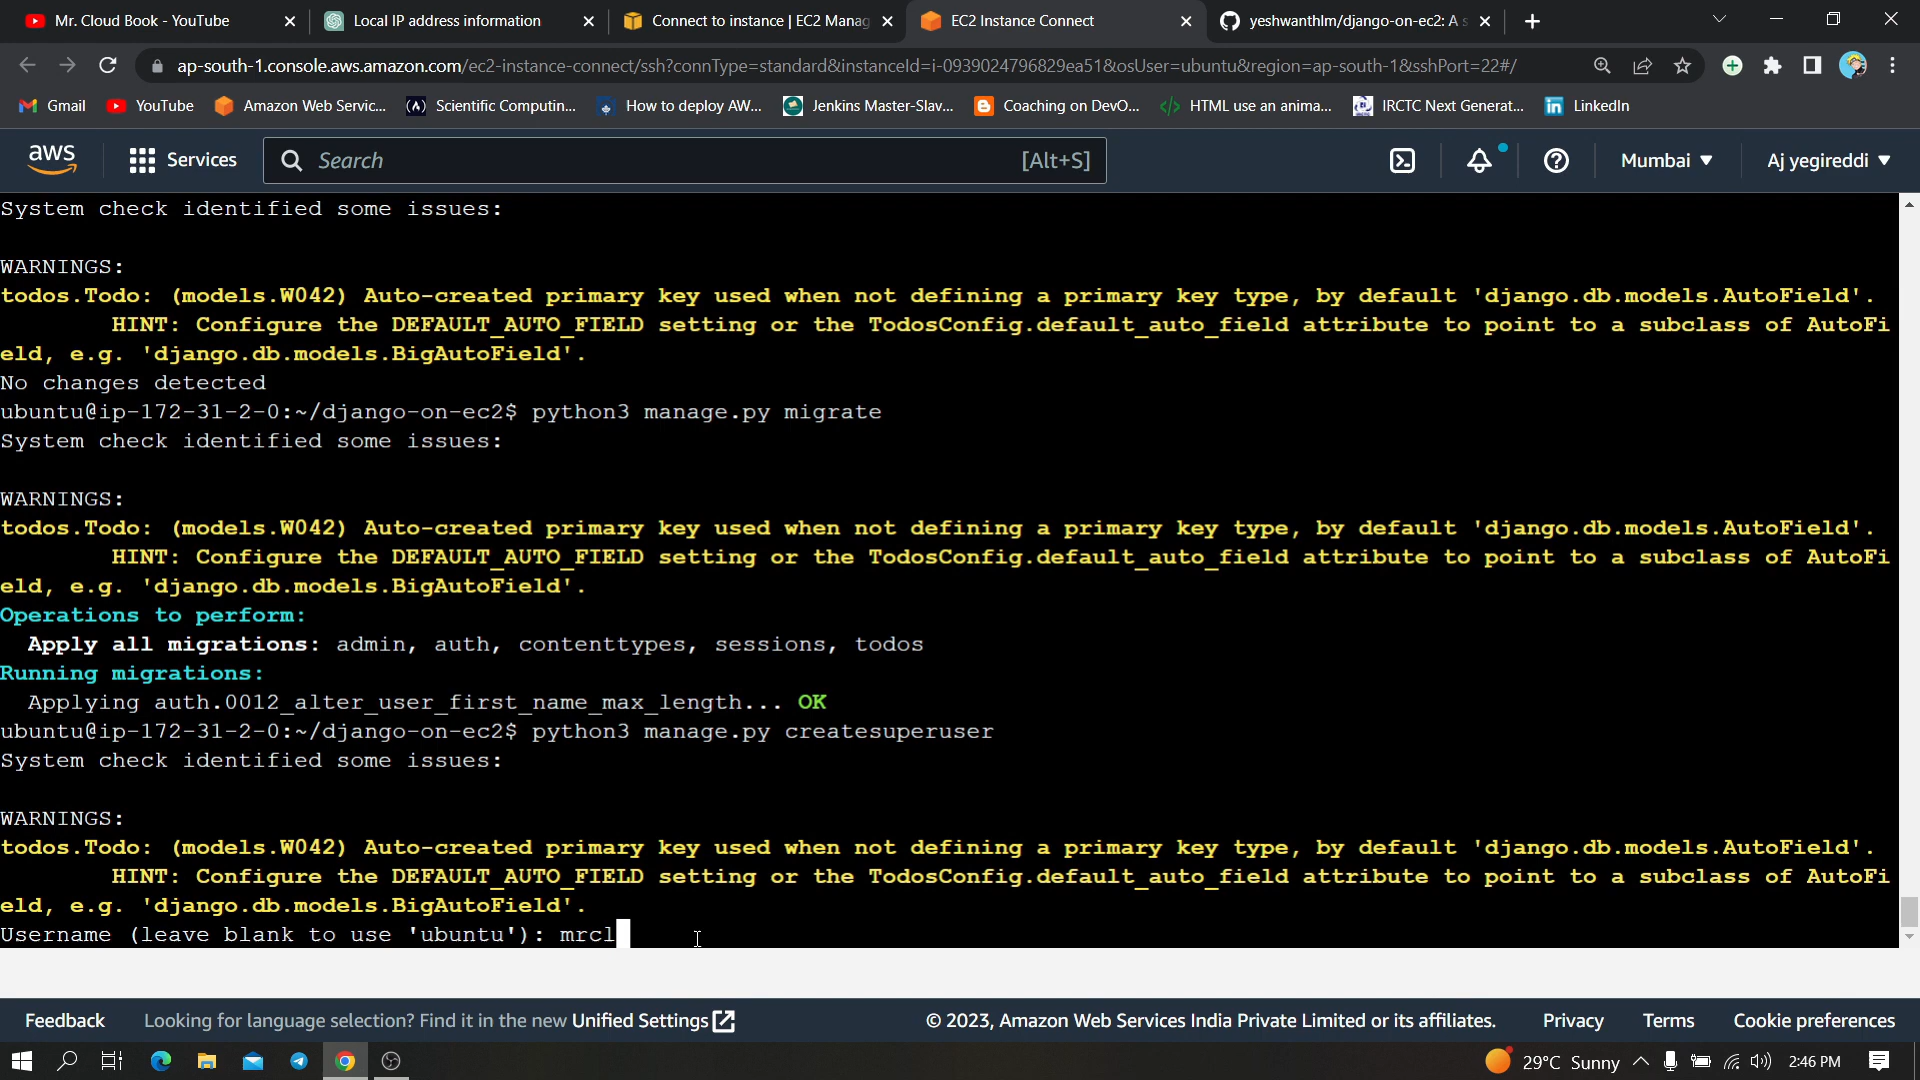 Mr. Cloud Book - YouTube
Local IP address information
Connect to instance | EC2 Manag
EC2 Instance Connect
yeshwanthlm/django-on-ec2: A s
ap-south-1.console.aws.amazon.com/ec2-instance-connect/ssh?connType=standard&instanceId=i-0939024796829ea51&osUser=ubuntu&region=ap-south-1&sshPort=22#/
Gmail
YouTube
Amazon Web Servic...
Scientific Computin...
How to deploy AW...
Jenkins Master-Slav...
Coaching on DevO...
HTML use an anima...
IRCTC Next Generat...
LinkedIn
aws
Services
Search
[Alt+S]
Mumbai
Aj yegireddi
System check identified some issues:
WARNINGS:
todos.Todo: (models.W042) Auto-created primary key used when not defining a primary key type, by default 'django.db.models.AutoField'.
HINT: Configure the DEFAULT_AUTO_FIELD setting or the TodosConfig.default_auto_field attribute to point to a subclass of AutoFi
eld, e.g. 'django.db.models.BigAutoField'.
No changes detected
ubuntu@ip-172-31-2-0:~/django-on-ec2$ python3 manage.py migrate
System check identified some issues:
WARNINGS:
todos.Todo: (models.W042) Auto-created primary key used when not defining a primary key type, by default 'django.db.models.AutoField'.
HINT: Configure the DEFAULT_AUTO_FIELD setting or the TodosConfig.default_auto_field attribute to point to a subclass of AutoFi
eld, e.g. 'django.db.models.BigAutoField'.
Operations to perform:
Apply all migrations: admin, auth, contenttypes, sessions, todos
Running migrations:
Applying auth.0012_alter_user_first_name_max_length... OK
ubuntu@ip-172-31-2-0:~/django-on-ec2$ python3 manage.py createsuperuser
System check identified some issues:
WARNINGS:
todos.Todo: (models.W042) Auto-created primary key used when not defining a primary key type, by default 'django.db.models.AutoField'.
HINT: Configure the DEFAULT_AUTO_FIELD setting or the TodosConfig.default_auto_field attribute to point to a subclass of AutoFi
eld, e.g. 'django.db.models.BigAutoField'.
Username (leave blank to use 'ubuntu'): mrcl
Feedback
Looking for language selection? Find it in the new Unified Settings
© 2023, Amazon Web Services India Private Limited or its affiliates.
Privacy
Terms
Cookie preferences
29°C Sunny
2:46 PM